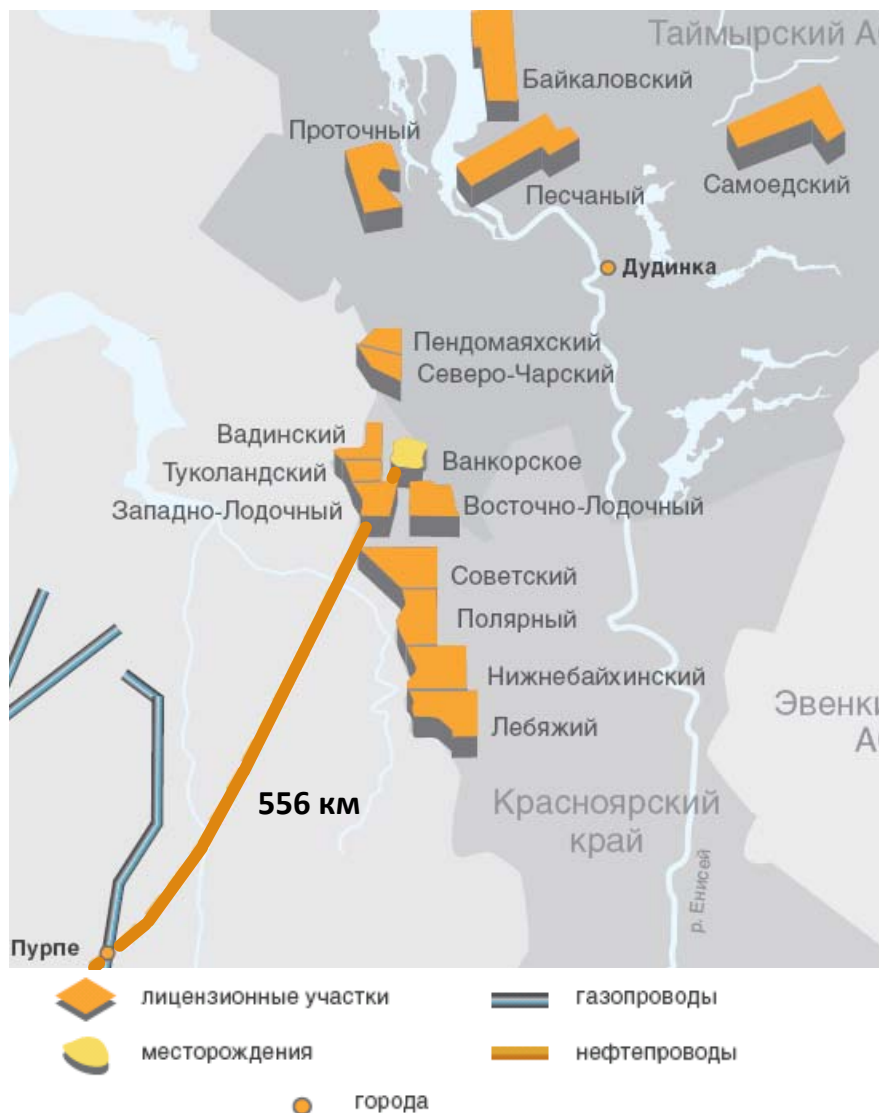 Таймырский А
Байкаловский
Проточный
Песчаный
Самоедский
Дудинка
Пендомаяхский
Северо-Чарский
Вадинский
Ванкорское
Туколандский
Западно-Лодочный
Восточно-Лодочный
Советский
Полярный
Нижнебайхинский
Лебяжий
Эвенки
А
556 км
Красноярский
край
р. Енисей
Пурпе
лицензионные участки
газопроводы
месторождения
нефтепроводы
города